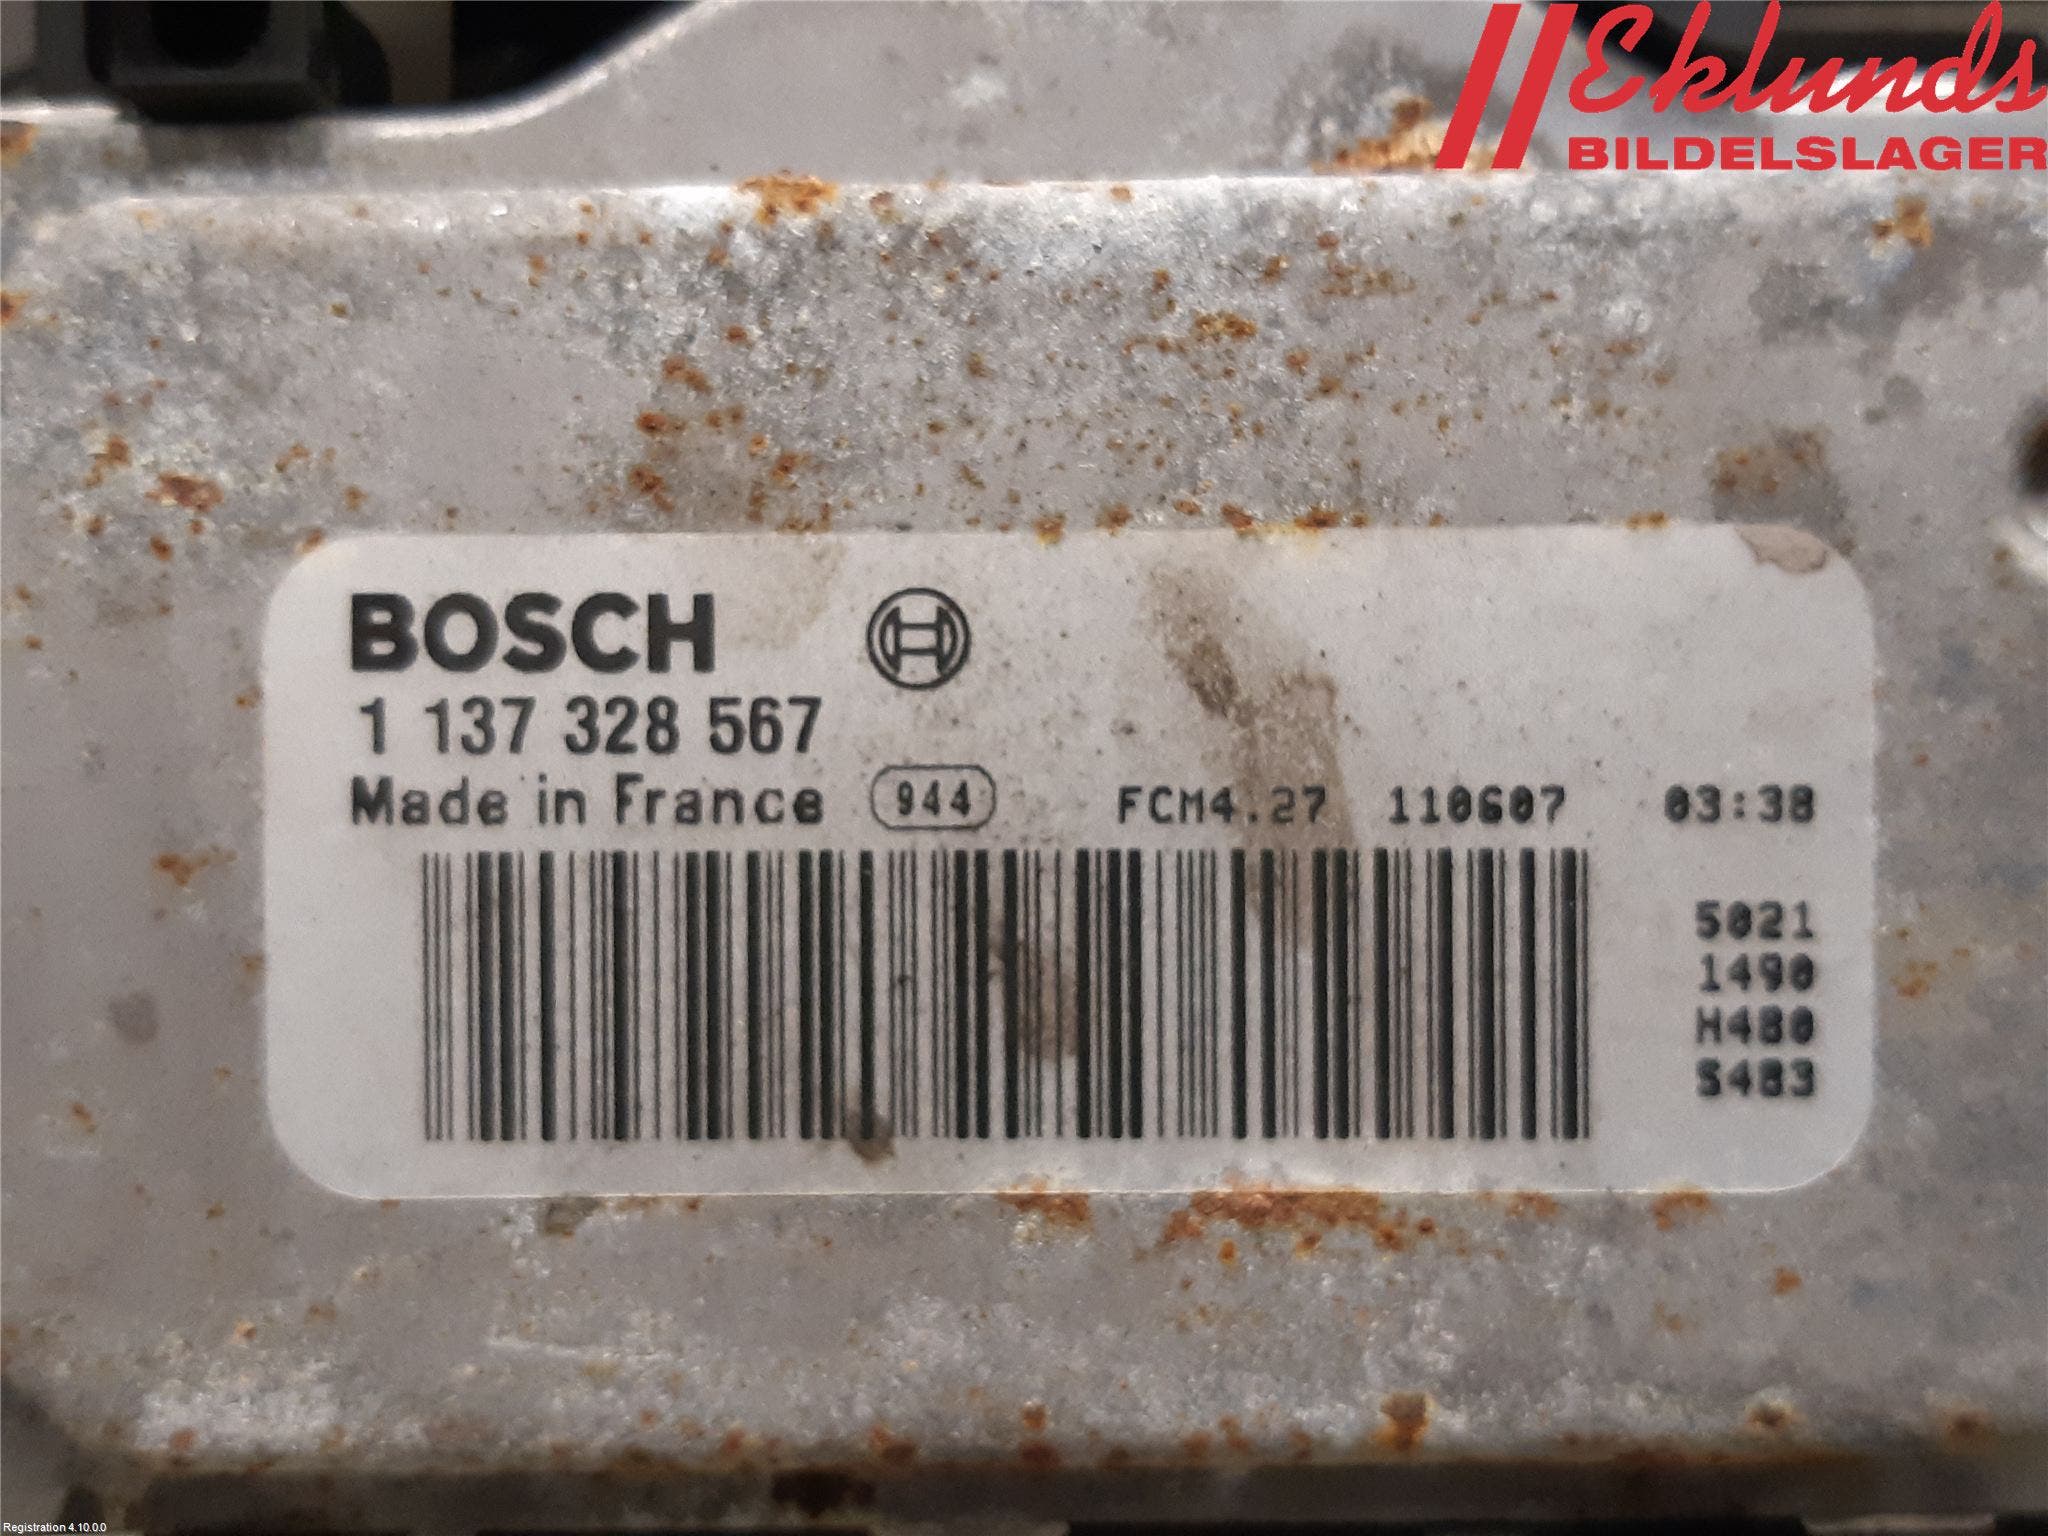 Eklunds
BILDELSLAGER
BOSCH
1 137 328 567
Made in France 944 FCM4.27 110607 03:38
5021
1490
H480
S483
Registration 4.10.0.0